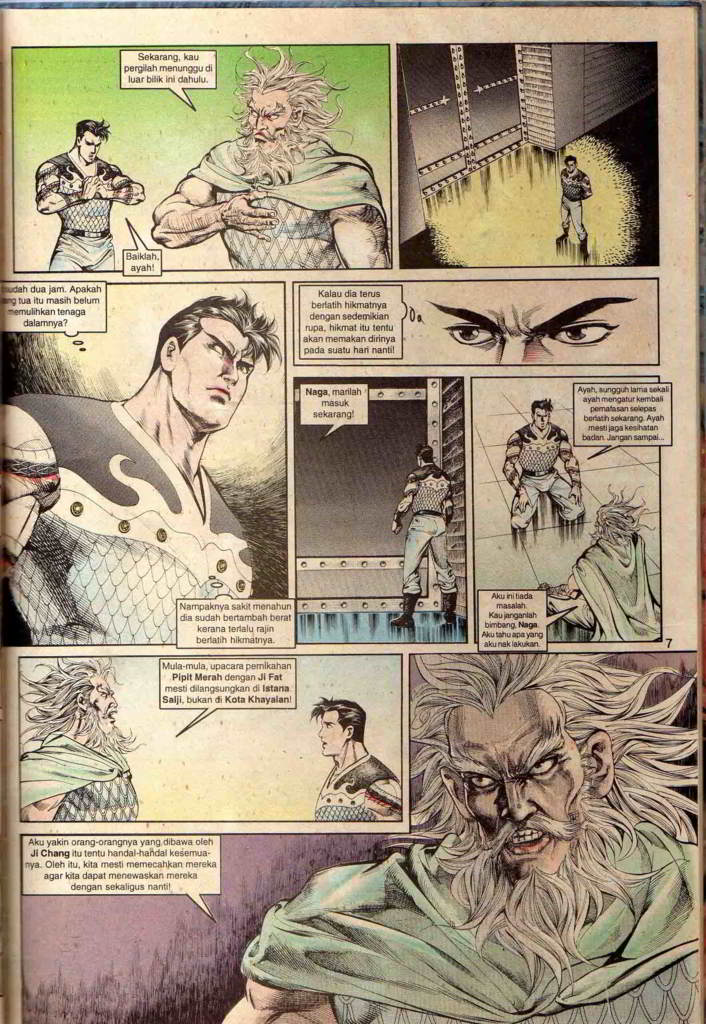 Sekarang, kau
pergilah menunggu di
luar bilik ini dahulu.
Baiklah,
ayah!
sudah dua jam. Apakah
tua itu masih belum
memulihkan tenaga
dalamnya?
Kalau dia terus
berlatih hikmatnya
dengan sedemikian
rupa, hikmat itu tentu
akan memakan dirinya
pada suatu hari nanti!
Nampaknya sakit menahun
dia sudah bertambah berat
kerana terlalu rajin
berlatih hikmatnya.
Naga, marilah
masuk
sekarang!
Ayah, sungguh lama sekali
ayah mengatur kembali
pernafasan selepas
berlatih sekarang. Ayah
mesti jaga kesihatan
badan. Jangan sampai...
Aku ini tiada
masalah.
Kau janganlah
bimbang, Naga.
Aku tahu apa yang
aku nak lakukan.
7
Mula-mula, upacara pernikahan
Pipit Merah dengan Ji Fat
mesti dilangsungkan di Istana
Salji, bukan di Kota Khayalan!
Aku yakin orang-orangnya yang dibawa oleh
Ji Chang itu tentu handal-handal kesemua-
nya. Oleh itu, kita mesti memecahkan mereka
agar kita dapat menewaskan mereka
dengan sekaligus nanti!